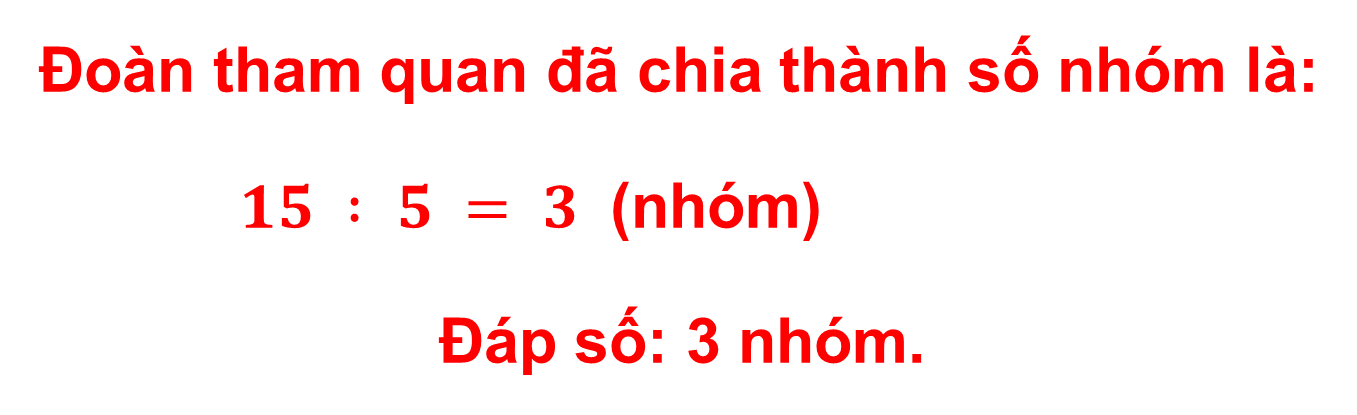 Đoàn tham quan đã chia thành số nhóm là:
15 : 5 = 3 (nhóm)
Đáp số: 3 nhóm.